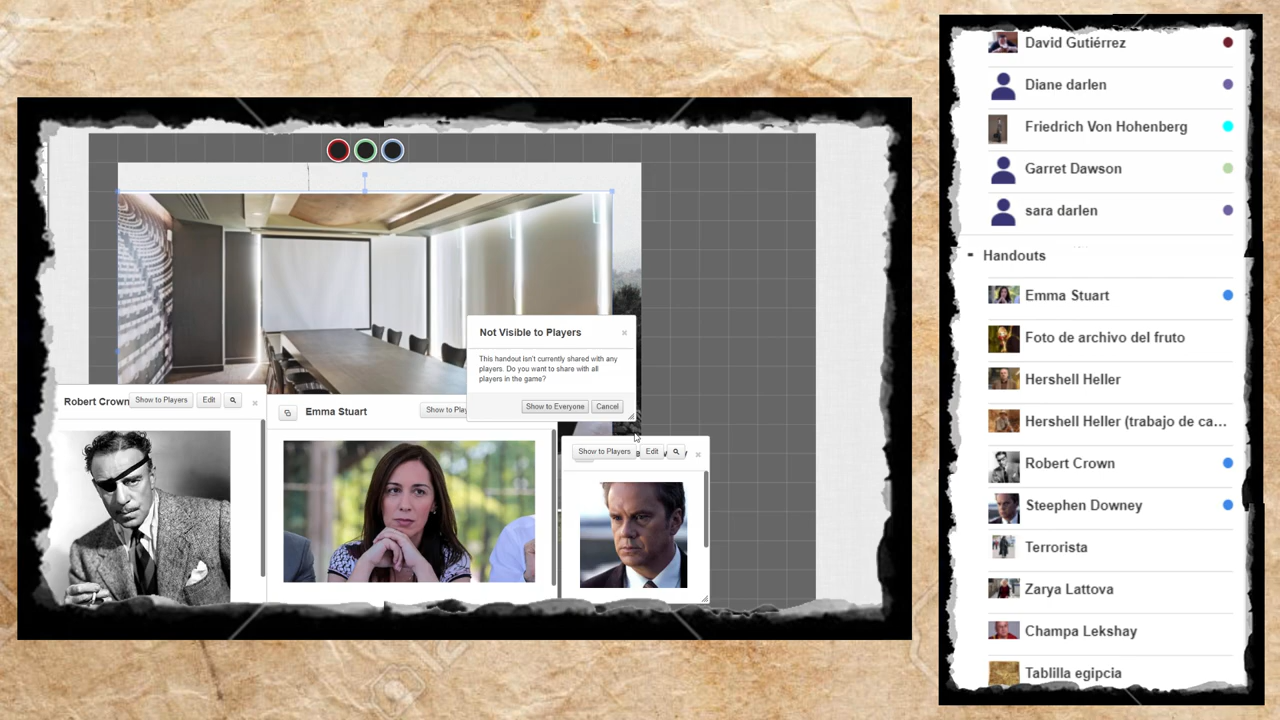 Not Visible to Players
This handout isn't currently shared with any
players. Do you want to share with all
players in the game?
Show to Everyone
Cancel
Robert Crown
Show to Players
Edit
Emma Stuart
Show to Play
Show to Players
Edit
David Gutiérrez
Diane darlen
Friedrich Von Hohenberg
Garret Dawson
sara darlen
Handouts
Emma Stuart
Foto de archivo del fruto
Hershell Heller
Hershell Heller (trabajo de ca...
Robert Crown
Steephen Downey
Terrorista
Zarya Lattova
Champa Lekshay
Tablilla egipcia